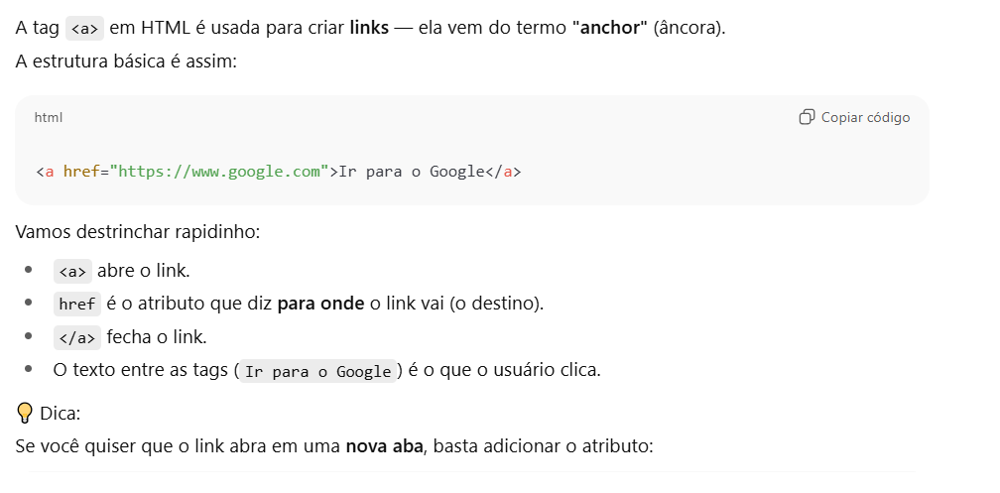 A tag <a> em HTML é usada para criar links — ela vem do termo "anchor" (âncora).
A estrutura básica é assim:
html
Copiar código
<a href="https://www.google.com">Ir para o Google</a>
Vamos destrinchar rapidinho:
<a> abre o link.
href é o atributo que diz para onde o link vai (o destino).
</a> fecha o link.
O texto entre as tags (Ir para o Google) é o que o usuário clica.
Dica:
Se você quiser que o link abra em uma nova aba, basta adicionar o atributo: